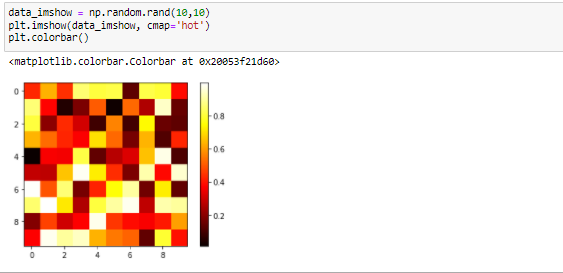 data_imshow = np.random.rand(10,10)
plt.imshow(data_imshow, cmap='hot')
plt.colorbar()
<matplotlib.colorbar.Colorbar at 0x20053f21d60>
0
2
4
6
8
0 2 4 6 8
0.8
0.6
0.4
0.2